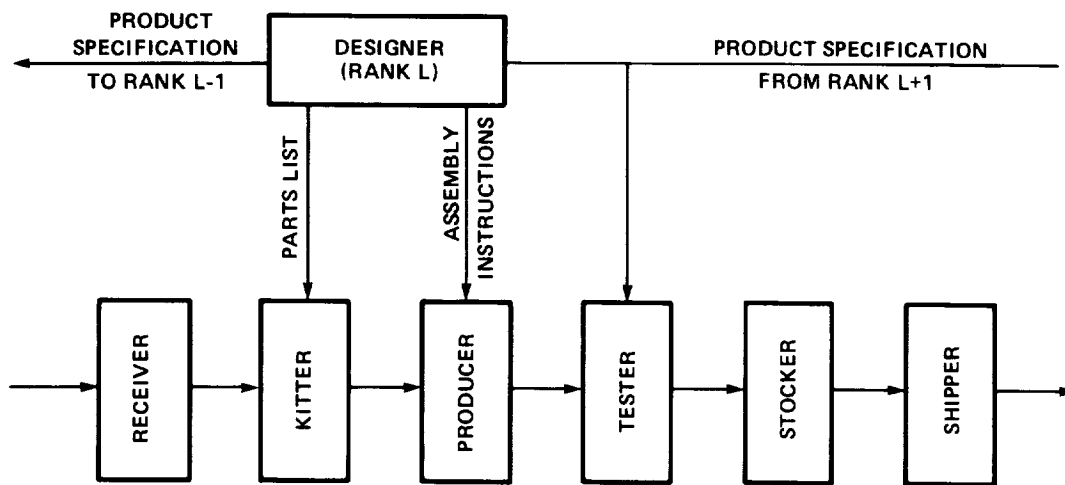 PRODUCT
SPECIFICATION
TO RANK L-1
DESIGNER
(RANK L)
PRODUCT SPECIFICATION
FROM RANK L+1
PARTS LIST
ASSEMBLY
INSTRUCTIONS
RECEIVER
KITTER
PRODUCER
TESTER
STOCKER
SHIPPER